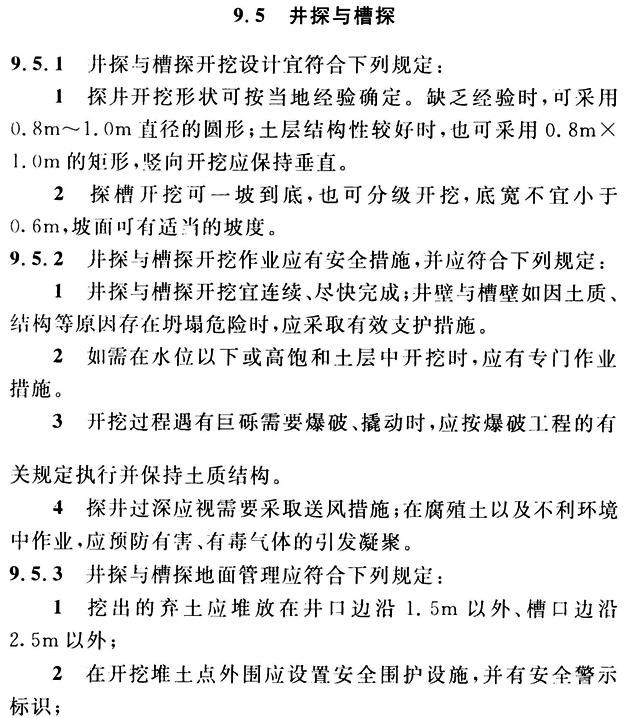 9.5 井探与槽探
9.5.1 井探与槽探开挖设计宜符合下列规定：
1 探井开挖形状可按当地经验确定。缺乏经验时，可采用
0.8m～1.0m直径的圆形；土层结构性较好时，也可采用0.8m×
1.0m的矩形，竖向开挖应保持垂直。
2 探槽开挖可一坡到底，也可分级开挖，底宽不宜小于
0.6m，坡面可有适当的坡度。
9.5.2 井探与槽探开挖作业应有安全措施，并应符合下列规定：
1 井探与槽探开挖宜连续、尽快完成；井壁与槽壁如因土质、
结构等原因存在坍塌危险时，应采取有效支护措施。
2 如需在水位以下或高饱和土层中开挖时，应有专门作业
措施。
3 开挖过程遇有巨砾需要爆破、撬动时，应按爆破工程的有
关规定执行并保持土质结构。
4 探井过深应视需要采取送风措施；在腐殖土以及不利环境
中作业，应预防有害、有毒气体的引发凝聚。
9.5.3 井探与槽探地面管理应符合下列规定：
1 挖出的弃土应堆放在井口边沿1.5m以外、槽口边沿
2.5m以外；
2 在开挖堆土点外围应设置安全围护设施，并有安全警示
标识；